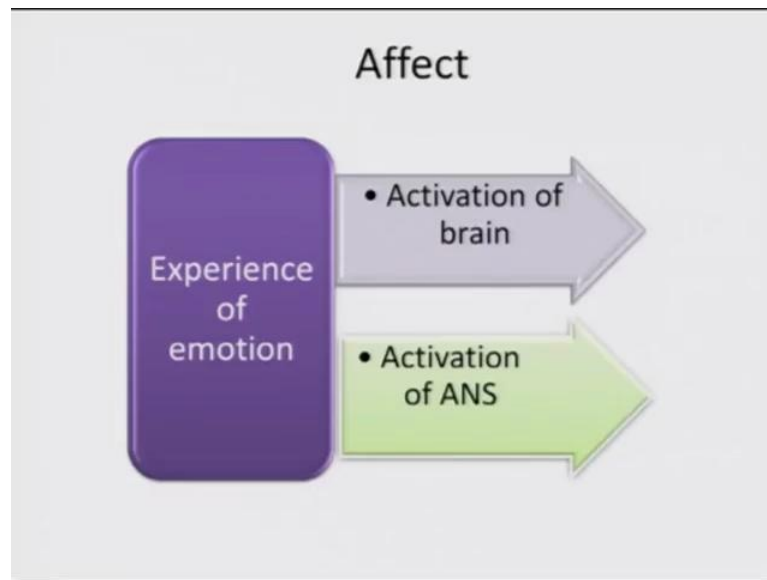 Affect
Experience
of
emotion
• Activation of
brain
• Activation
of ANS